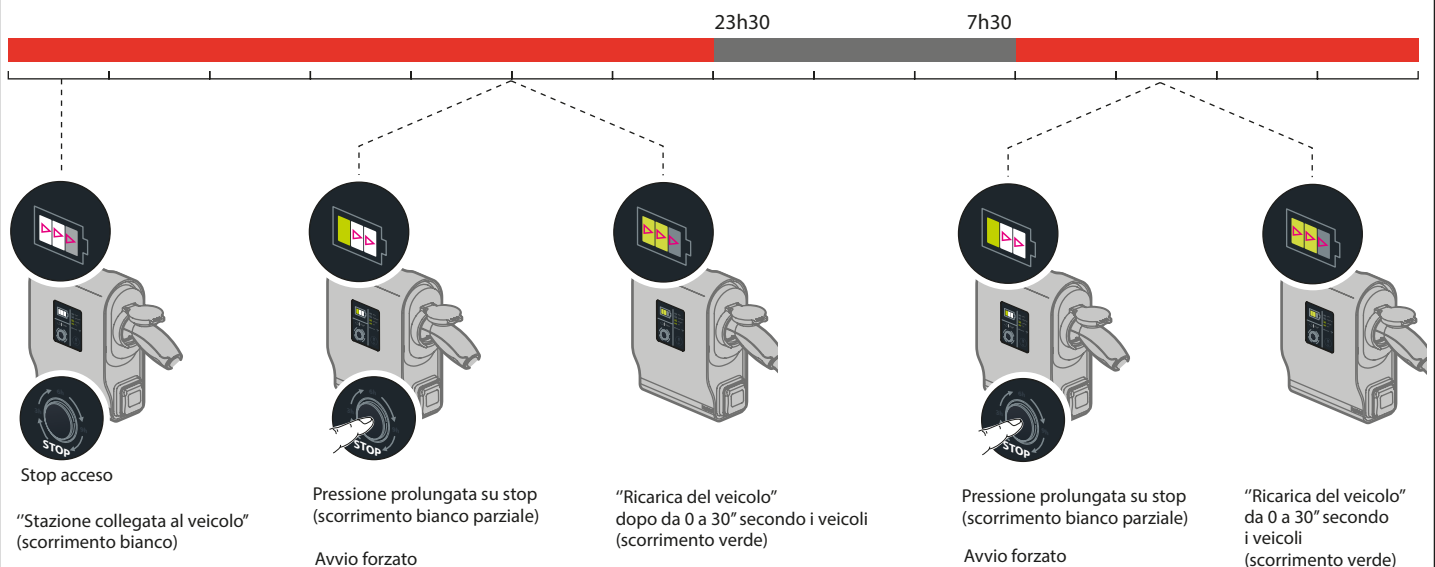 23h30
7h30
STOP
Stop acceso
‘‘Stazione collegata al veicolo’’
(scorrimento bianco)
STOP
Pressione prolungata su stop
(scorrimento bianco parziale)
Avvio forzato
‘‘Ricarica del veicolo’’
dopo da 0 a 30’’ secondo i veicoli
(scorrimento verde)
STOP
Pressione prolungata su stop
(scorrimento bianco parziale)
Avvio forzato
‘‘Ricarica del veicolo’’
da 0 a 30’’ secondo
i veicoli
(scorrimento verde)